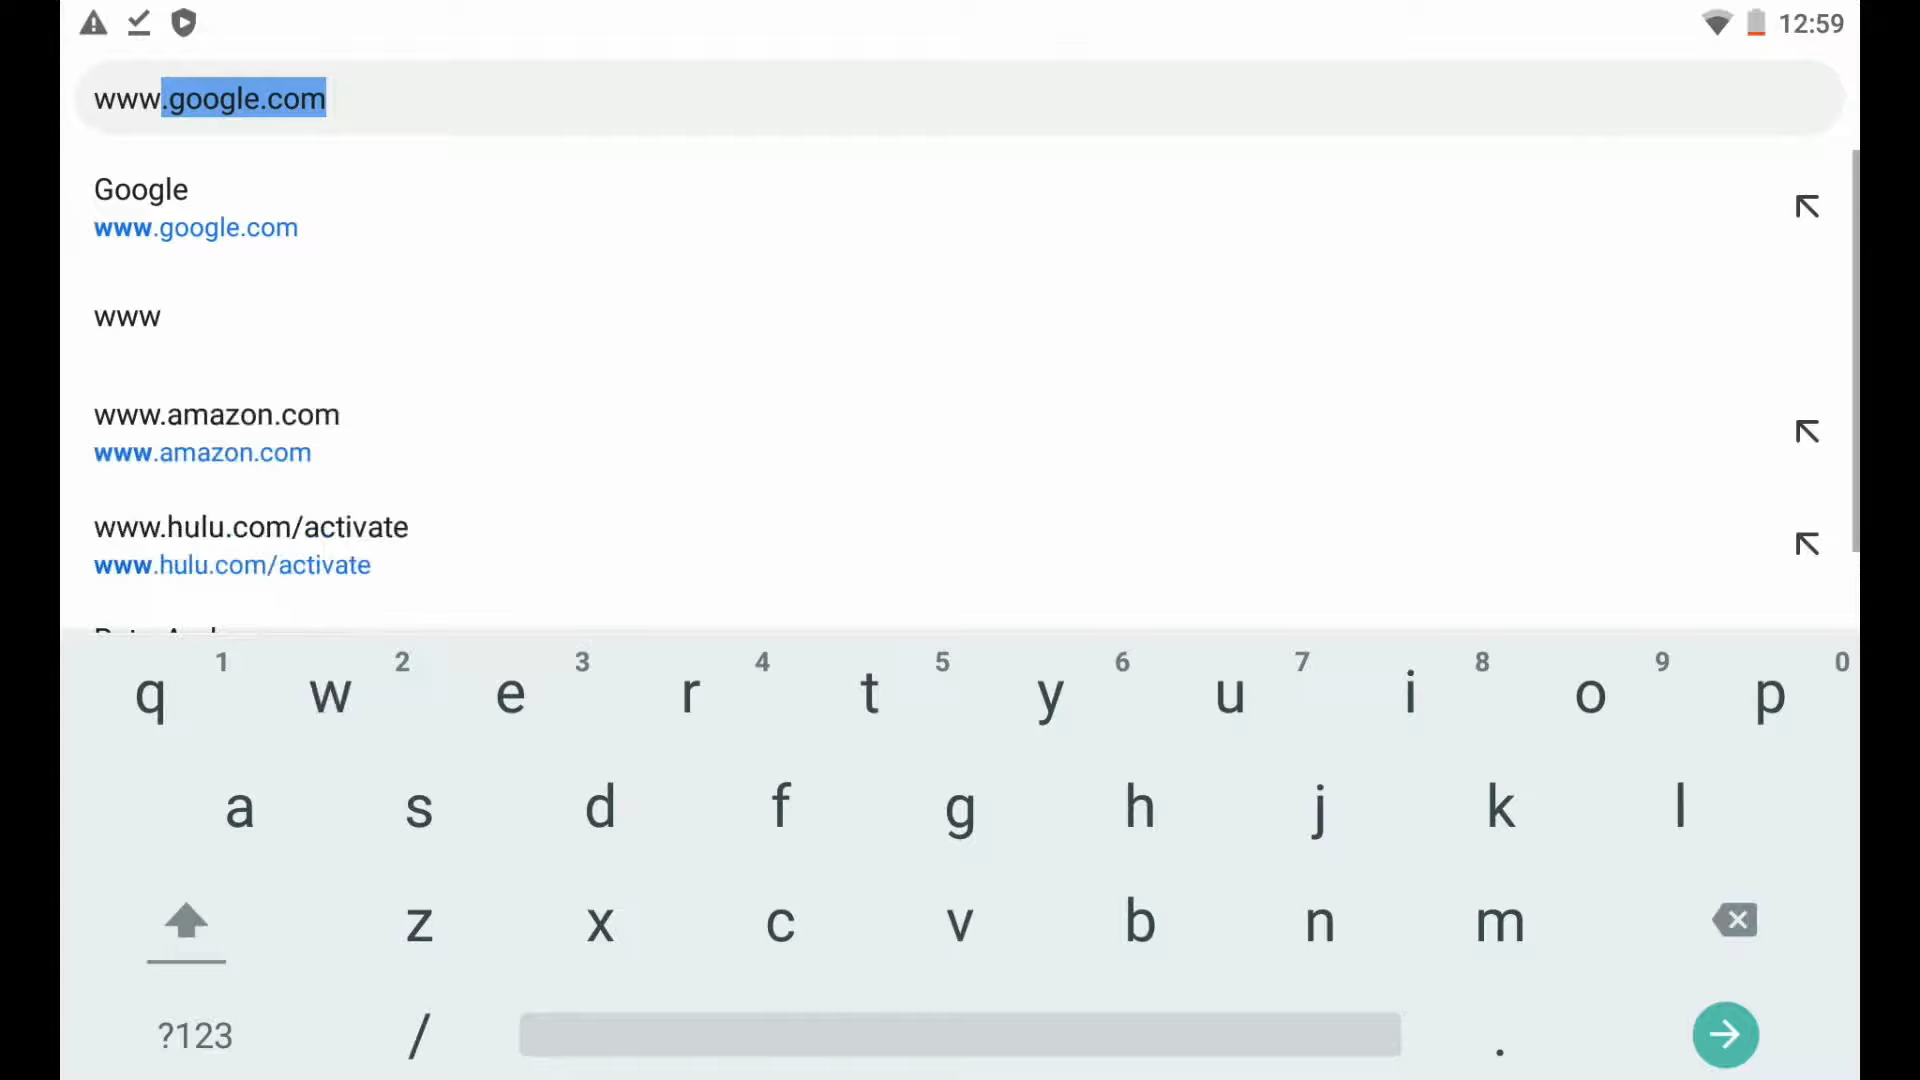 12:59
www.google.com
Google
www.google.com
www
www.amazon.com
www.amazon.com
www.hulu.com/activate
www.hulu.com/activate
1 2 3 4 5 6 7 8 9 0
q w e r t y u i o p
a s d f g h j k l
z x c v b n m
?123 / .